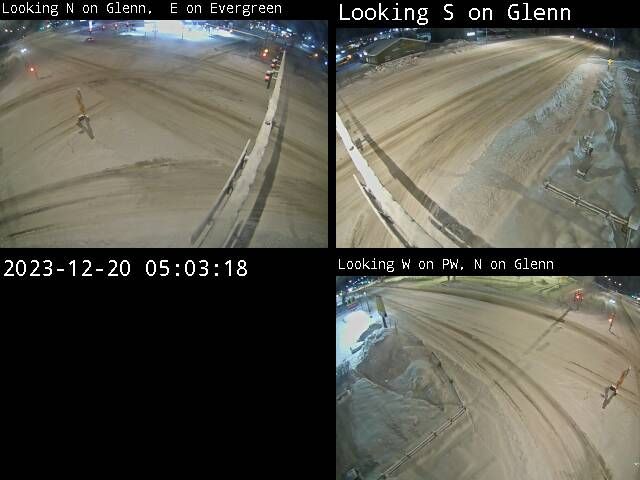 Looking N on Glenn,  E on Evergreen
Looking S on Glenn
2023-12-20 05:03:18
Looking W on PW, N on Glenn